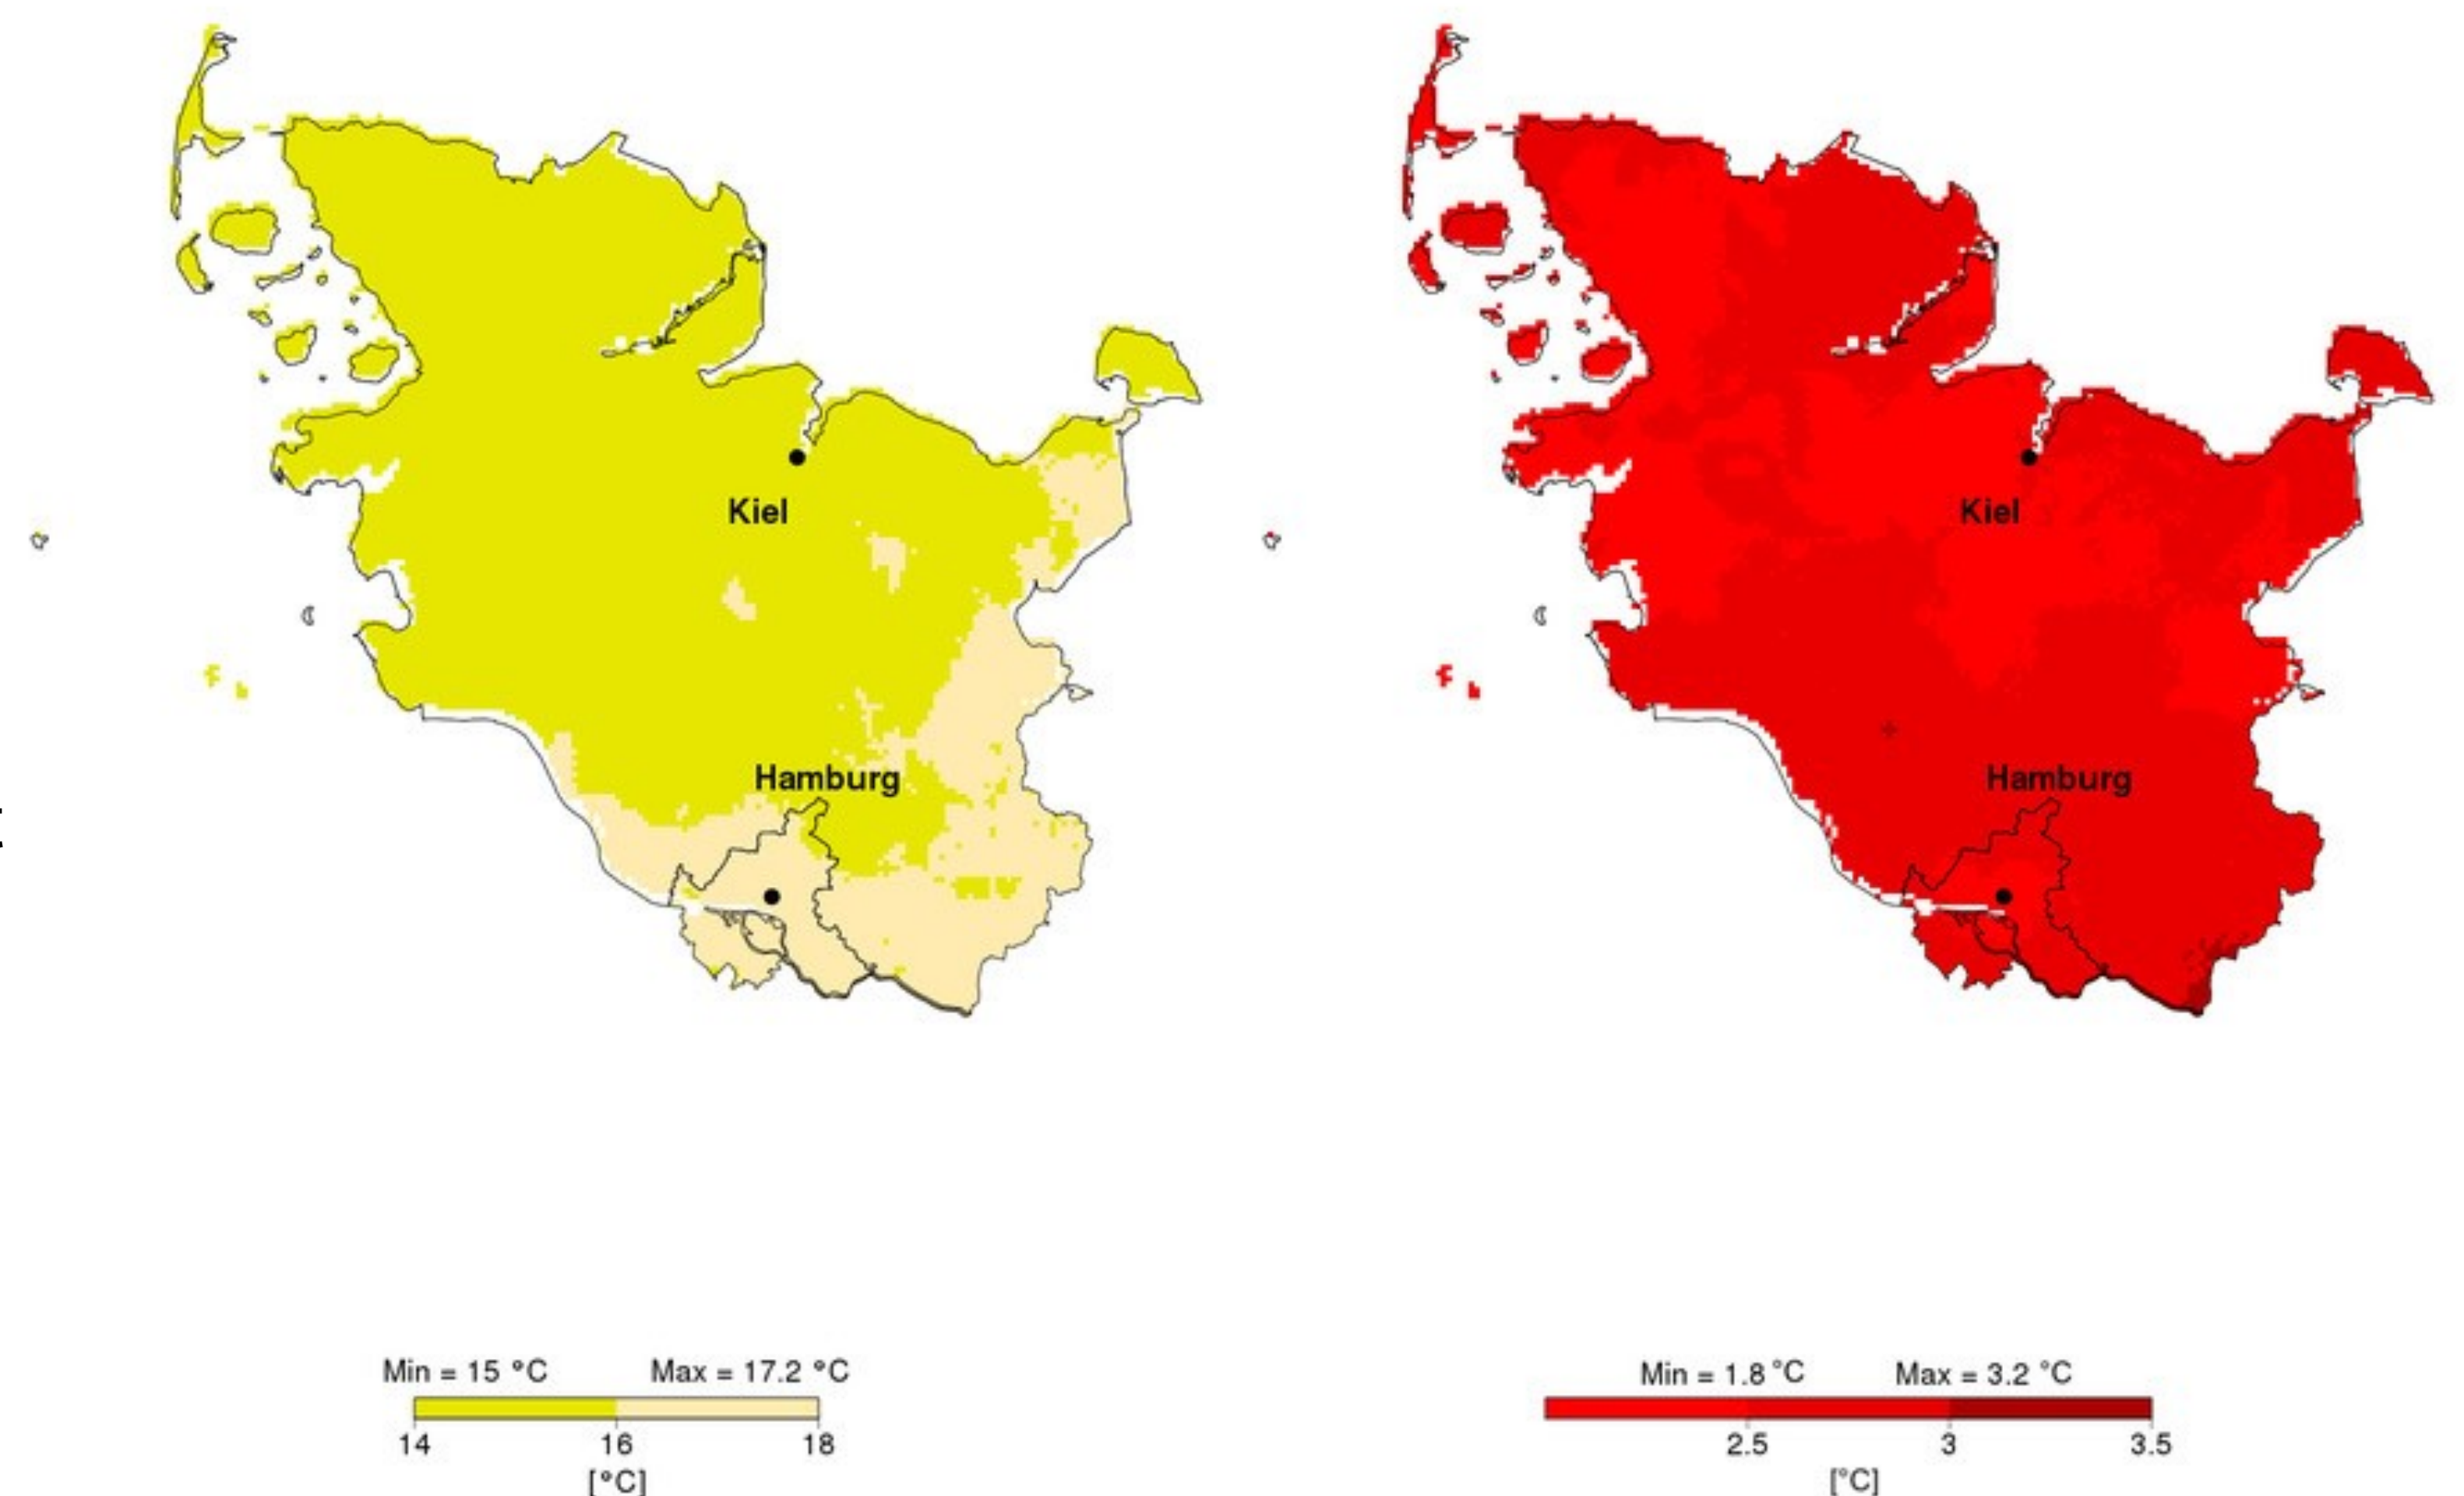 Kiel
Hamburg
Min = 15 °C Max = 17.2 °C
14 16 18
[°C]
Kiel
Hamburg
Min = 1.8 °C Max = 3.2 °C
2.5 3 3.5
[°C]